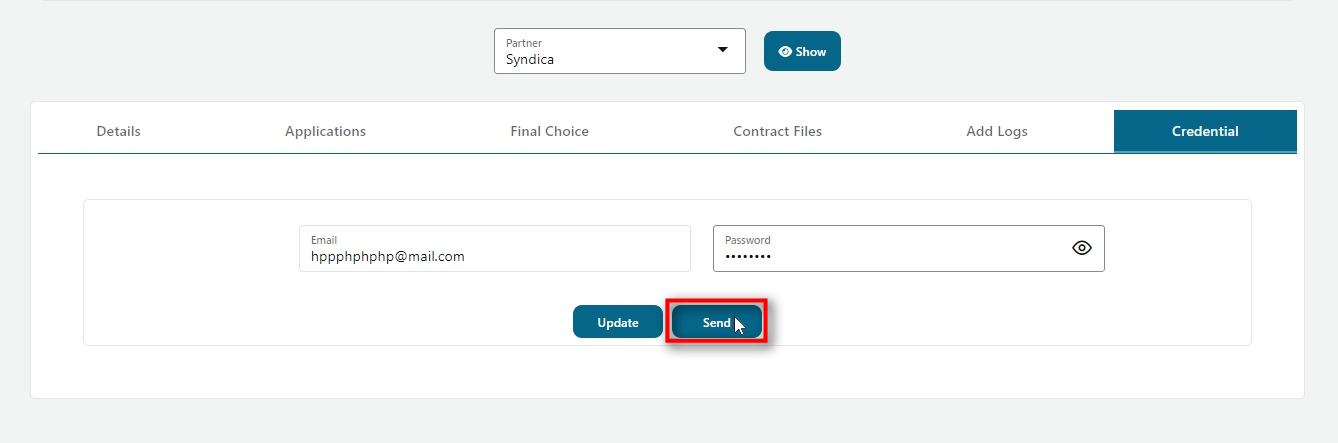 Partner
Syndica
Show
Details Applications Final Choice Contract Files Add Logs Credential
Email
hppphphphp@mail.com
Password
••••••••
Update Send